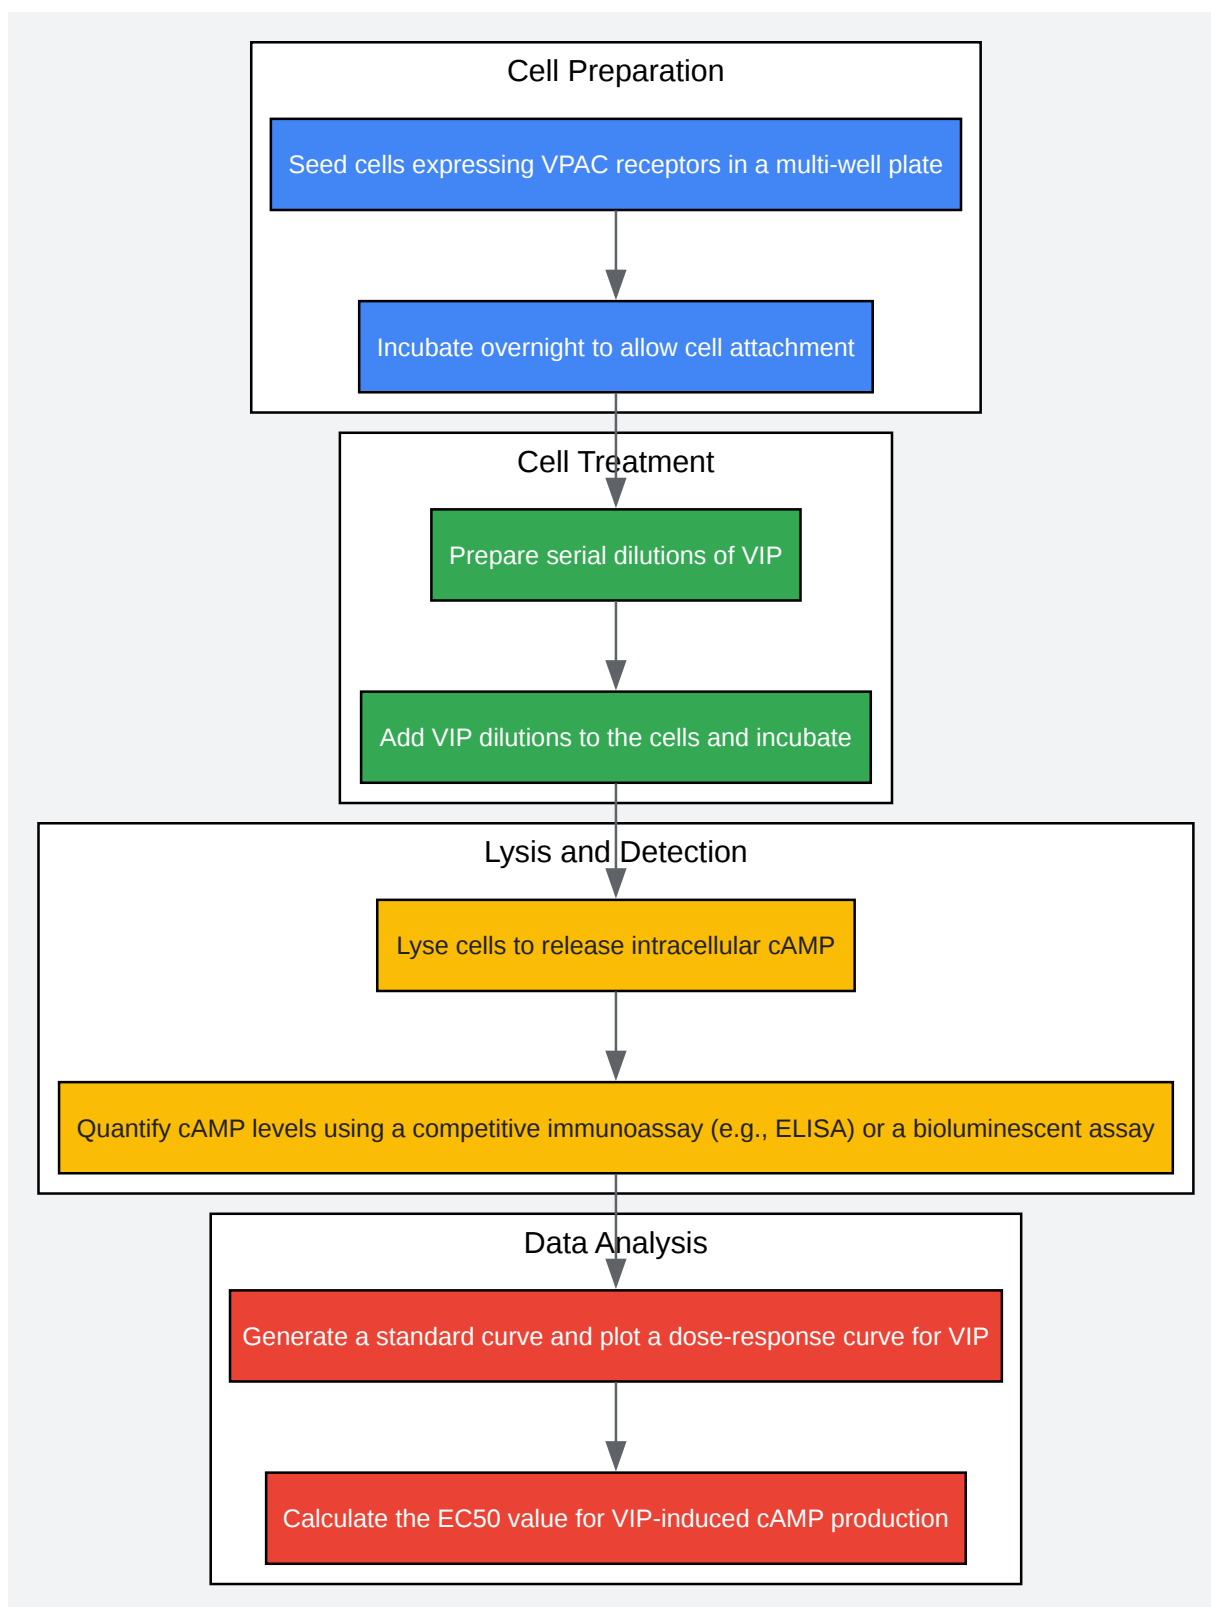 Cell Preparation
Seed cells expressing VPAC receptors in a multi-well plate
Incubate overnight to allow cell attachment
Cell Treatment
Prepare serial dilutions of VIP
Add VIP dilutions to the cells and incubate
Lysis and Detection
Lyse cells to release intracellular cAMP
Quantify cAMP levels using a competitive immunoassay (e.g., ELISA) or a bioluminescent assay
Data Analysis
Generate a standard curve and plot a dose-response curve for VIP
Calculate the EC50 value for VIP-induced cAMP production